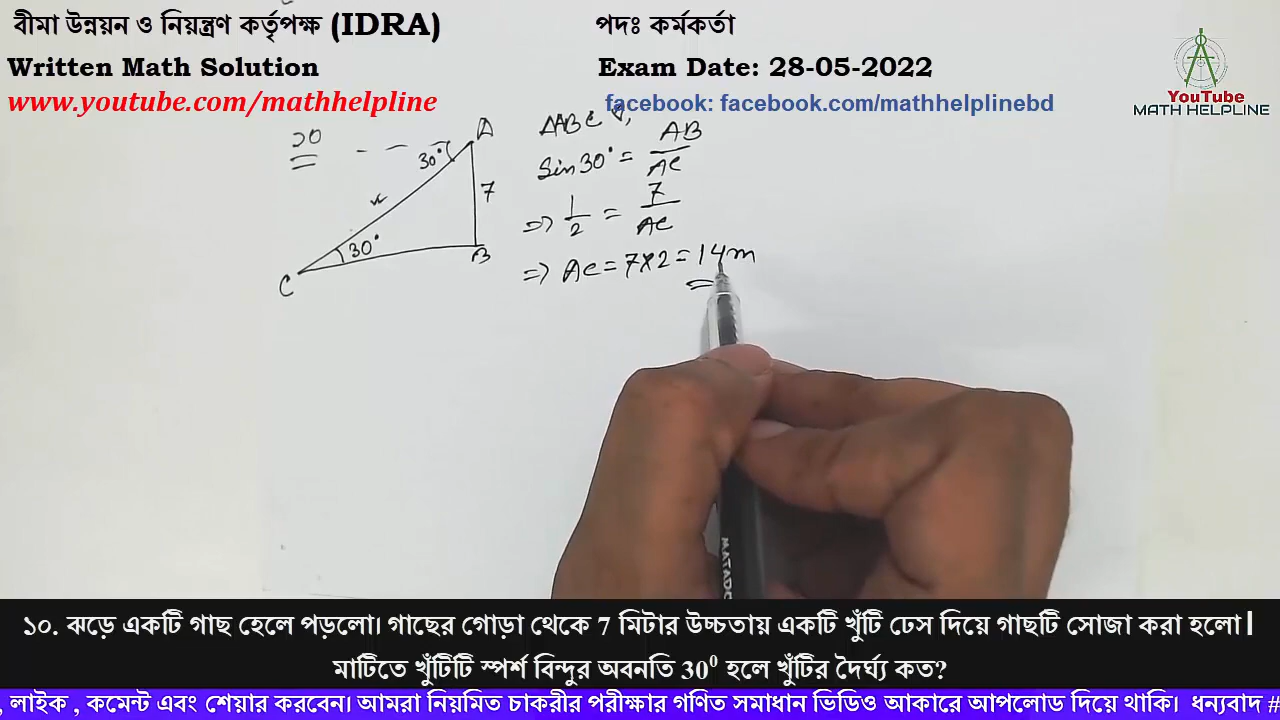 বীমা উন্নয়ন ও নিয়ন্ত্রণ কর্তৃপক্ষ (IDRA)
পদঃ কর্মকর্তা
Written Math Solution
Exam Date: 28-05-2022
www.youtube.com/mathhelpline
facebook: facebook.com/mathhelplinebd
YouTube
MATH HELPLINE
A
30°
7
30°
B
C
ΔABC এ,
Sin30° = AB/AC
=> 1/2 = 7/AC
=> AC = 7×2 = 14m
MATADO
১০. ঝড়ে একটি গাছ হেলে পড়লো। গাছের গোড়া থেকে 7 মিটার উচ্চতায় একটি খুঁটি ঢেস দিয়ে গাছটি সোজা করা হলো|
মাটিতে খুঁটিটি স্পর্শ বিন্দুর অবনতি 30⁰ হলে খুঁটির দৈর্ঘ্য কত?
, লাইক , কমেন্ট এবং শেয়ার করবেন। আমরা নিয়মিত চাকরীর পরীক্ষার গণিত সমাধান ভিডিও আকারে আপলোড দিয়ে থাকি। ধন্যবাদ #